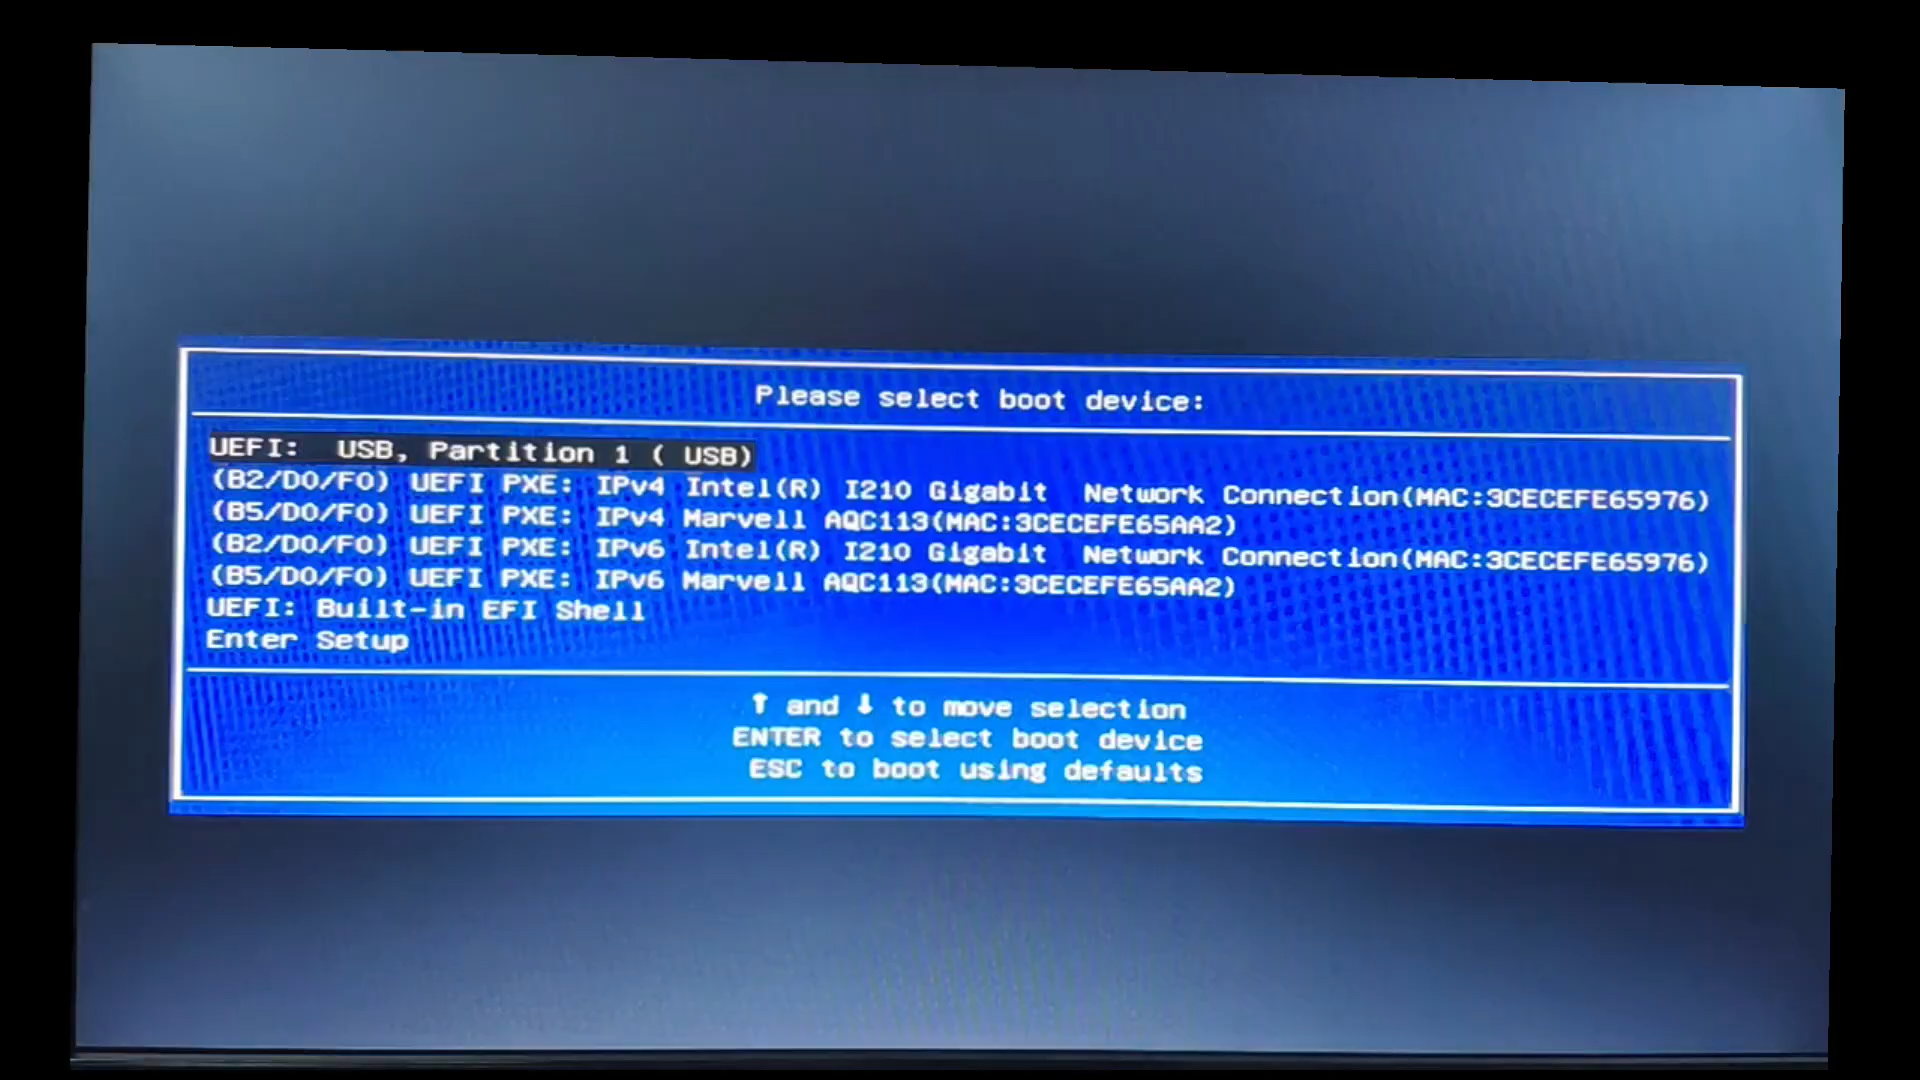 Please select boot device:
UEFI:  USB, Partition 1 ( USB)
(B2/D0/F0) UEFI PXE: IPv4 Intel(R) I210 Gigabit  Network Connection(MAC:3CECEFE65976)
(B5/D0/F0) UEFI PXE: IPv4 Marvell AQC113(MAC:3CECEFE65AA2)
(B2/D0/F0) UEFI PXE: IPv6 Intel(R) I210 Gigabit  Network Connection(MAC:3CECEFE65976)
(B5/D0/F0) UEFI PXE: IPv6 Marvell AQC113(MAC:3CECEFE65AA2)
UEFI: Built-in EFI Shell
Enter Setup
↑ and ↓ to move selection
ENTER to select boot device
ESC to boot using defaults